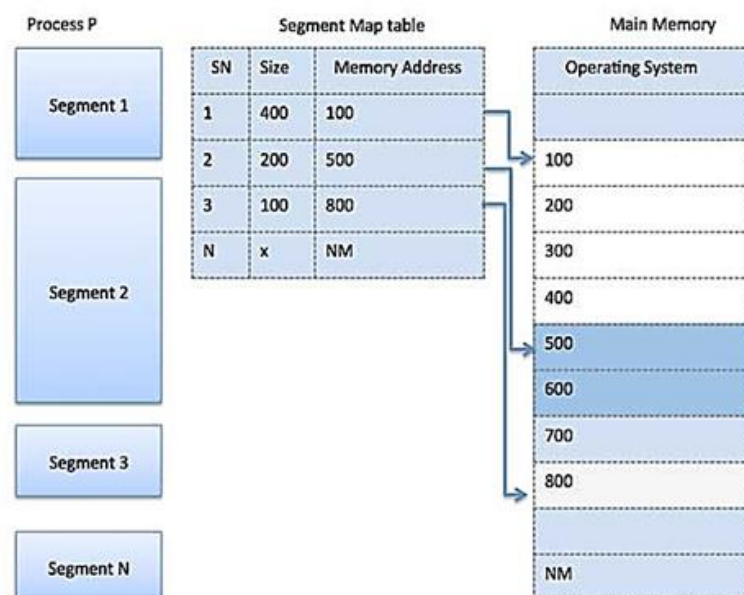 Process P
Segment Map table
Main Memory
Segment 1
Segment 2
Segment 3
Segment N
SN Size Memory Address
1 400 100
2 200 500
3 100 800
N x NM
Operating System
100
200
300
400
500
600
700
800
NM